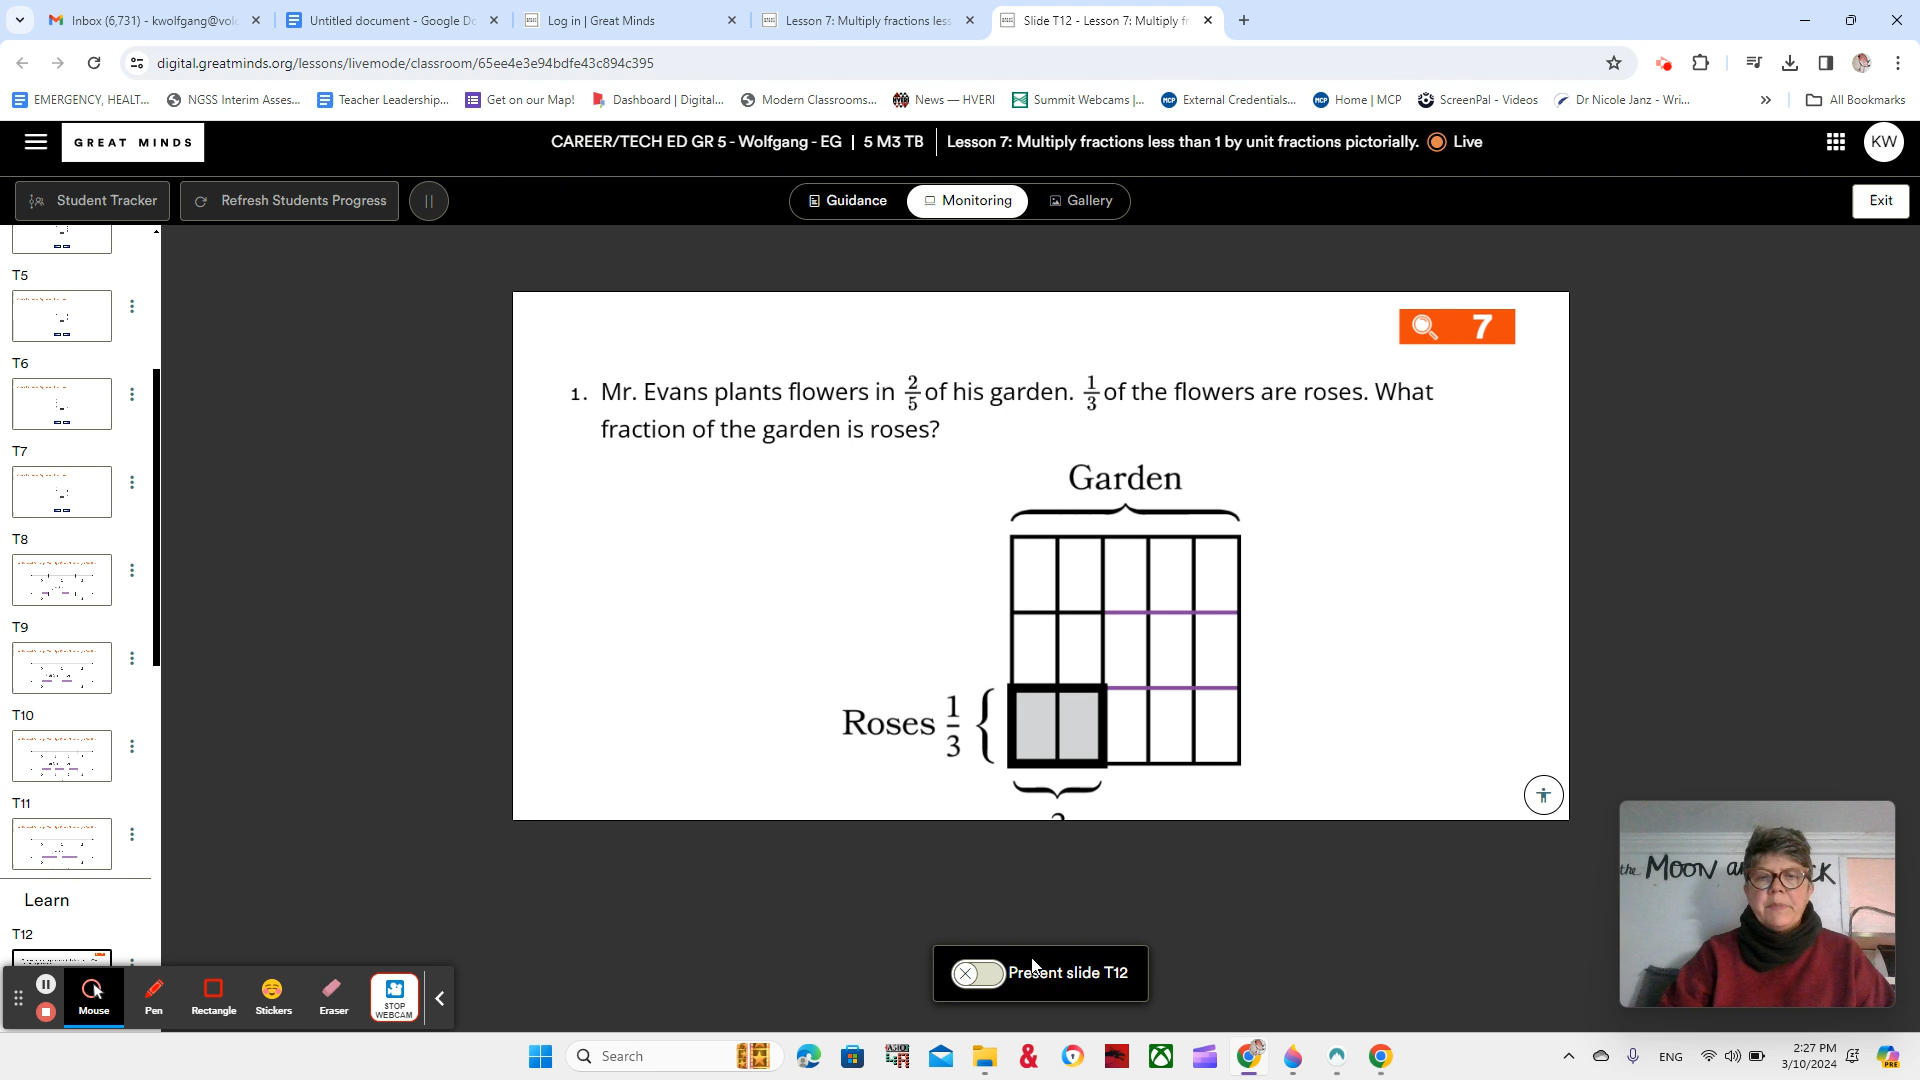 Inbox (6,731) - kwolfgang@volc
Untitled document - Google Do
Log in | Great Minds
Lesson 7: Multiply fractions less
Slide T12 - Lesson 7: Multiply fr
digital.greatminds.org/lessons/livemode/classroom/65ee4e3e94bdfe43c894c395
EMERGENCY, HEALT...
NGSS Interim Asses...
Teacher Leadership...
Get on our Map!
Dashboard | Digital...
Modern Classrooms...
News — HVERI
Summit Webcams |...
External Credentials...
Home | MCP
ScreenPal - Videos
Dr Nicole Janz - Wri...
All Bookmarks
GREAT MINDS
CAREER/TECH ED GR 5 - Wolfgang - EG | 5 M3 TB
Lesson 7: Multiply fractions less than 1 by unit fractions pictorially.
Live
KW
Student Tracker
Refresh Students Progress
Guidance
Monitoring
Gallery
Exit
T5
T6
T7
T8
T9
T10
T11
Learn
T12
7
1. Mr. Evans plants flowers in 2/5 of his garden. 1/3 of the flowers are roses. What
fraction of the garden is roses?
Garden
Roses 1/3
Present slide T12
the MOON a
CK
Mouse
Pen
Rectangle
Stickers
Eraser
STOP
WEBCAM
Search
ENG
2:27 PM
3/10/2024